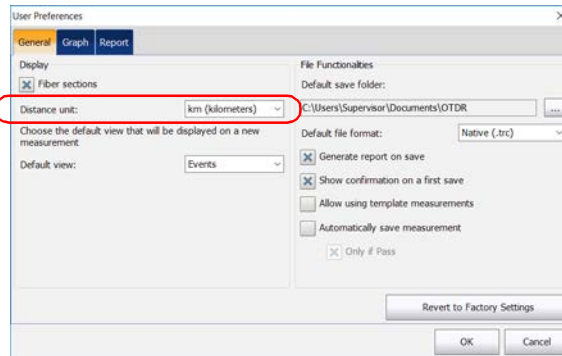 User Preferences
General Graph Report
Display
Fiber sections
Distance unit: km (kilometers)
Choose the default view that will be displayed on a new
measurement
Default view: Events
File Functionalities
Default save folder:
C:\Users\Supervisor\Documents\OTDR ...
Default file format: Native (.trc)
Generate report on save
Show confirmation on a first save
Allow using template measurements
Automatically save measurement
Only if Pass
Revert to Factory Settings
OK Cancel